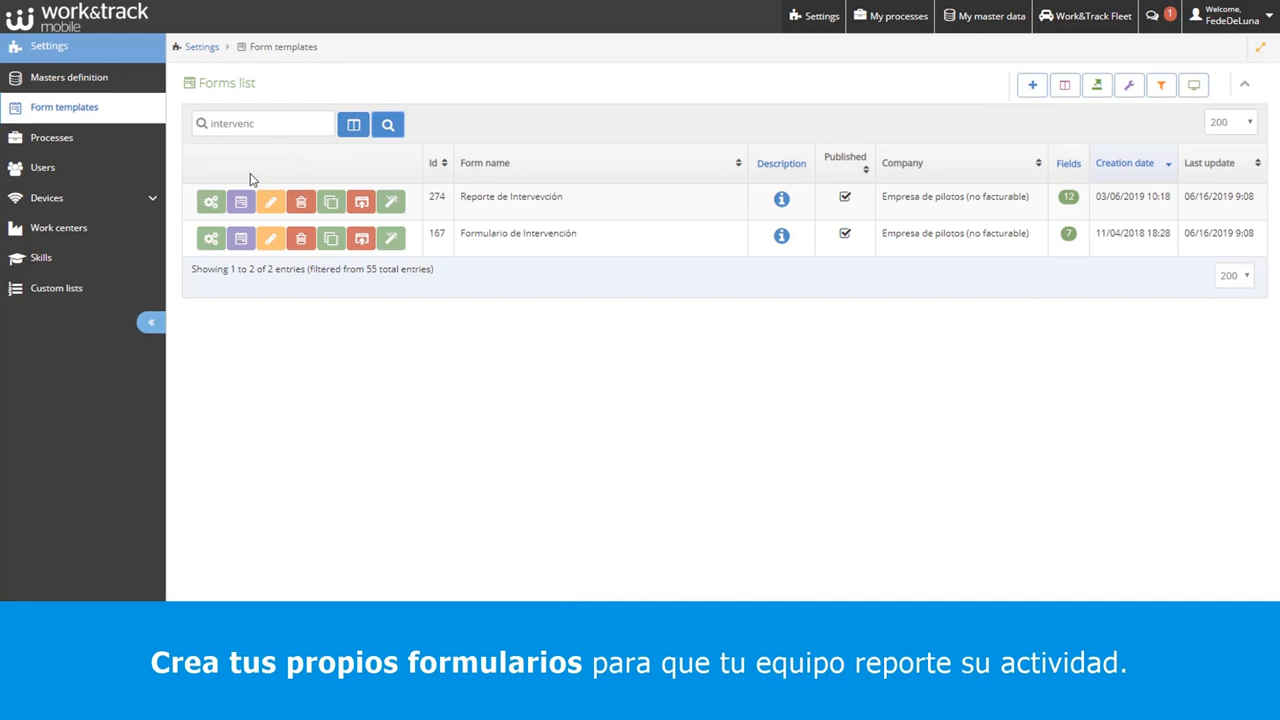 work&track
mobile
Settings
My processes
My master data
Work&Track Fleet
1
Welcome,
FedeDeLuna
Settings
Masters definition
Form templates
Processes
Users
Devices
Work centers
Skills
Custom lists
«
Settings › Form templates
Forms list
intervenc
200
Id Form name Description Published Company Fields Creation date Last update
274 Reporte de Intervevción Empresa de pilotos (no facturable) 12 03/06/2019 10:18 06/16/2019 9:08
167 Formulario de Intervención Empresa de pilotos (no facturable) 7 11/04/2018 18:28 06/16/2019 9:08
Showing 1 to 2 of 2 entries (filtered from 55 total entries)
200
Crea tus propios formularios para que tu equipo reporte su actividad.